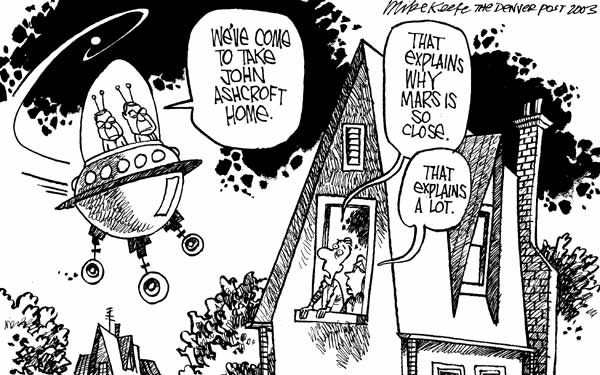 Mike Keefe THE DENVER POST 2003
WE'VE COME
TO TAKE
JOHN
ASHCROFT
HOME.
THAT
EXPLAINS
WHY
MARS IS
SO
CLOSE.
THAT
EXPLAINS
A LOT.